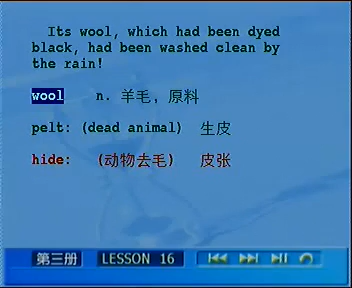 Its wool, which had been dyed
black, had been washed clean by
the rain!
wool n. 羊毛，原料
pelt: (dead animal) 生皮
hide: (动物去毛) 皮张
第三册 LESSON 16